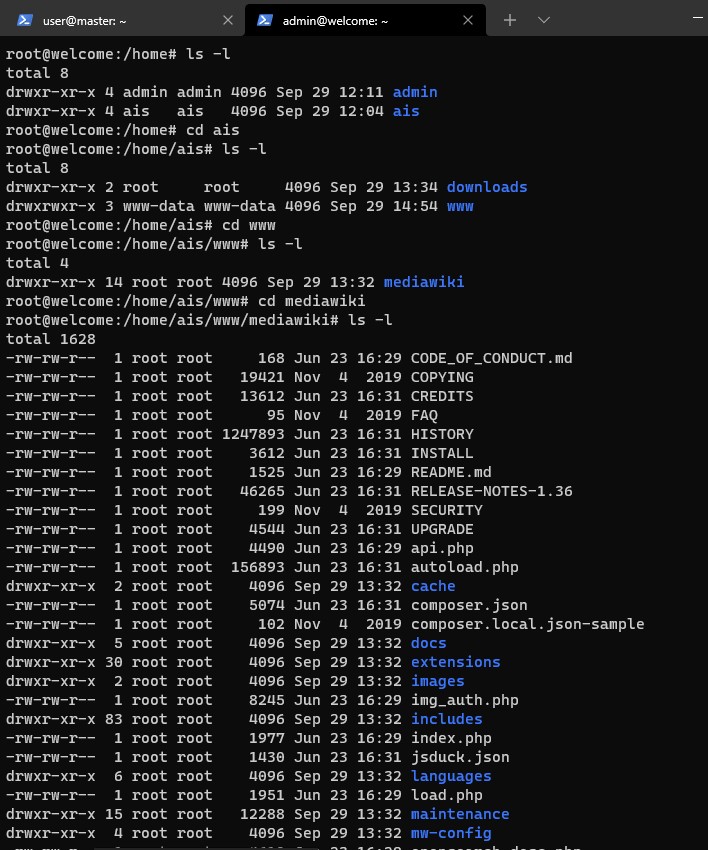 user@master: ~
admin@welcome: ~
root@welcome:/home# ls -l
total 8
drwxr-xr-x 4 admin admin 4096 Sep 29 12:11 admin
drwxr-xr-x 4 ais   ais   4096 Sep 29 12:04 ais
root@welcome:/home# cd ais
root@welcome:/home/ais# ls -l
total 8
drwxr-xr-x 2 root     root     4096 Sep 29 13:34 downloads
drwxrwxr-x 3 www-data www-data 4096 Sep 29 14:54 www
root@welcome:/home/ais# cd www
root@welcome:/home/ais/www# ls -l
total 4
drwxr-xr-x 14 root root 4096 Sep 29 13:32 mediawiki
root@welcome:/home/ais/www# cd mediawiki
root@welcome:/home/ais/www/mediawiki# ls -l
total 1628
-rw-rw-r--  1 root root     168 Jun 23 16:29 CODE_OF_CONDUCT.md
-rw-rw-r--  1 root root   19421 Nov  4  2019 COPYING
-rw-rw-r--  1 root root   13612 Jun 23 16:31 CREDITS
-rw-rw-r--  1 root root      95 Nov  4  2019 FAQ
-rw-rw-r--  1 root root 1247893 Jun 23 16:31 HISTORY
-rw-rw-r--  1 root root    3612 Jun 23 16:31 INSTALL
-rw-rw-r--  1 root root    1525 Jun 23 16:29 README.md
-rw-rw-r--  1 root root   46265 Jun 23 16:31 RELEASE-NOTES-1.36
-rw-rw-r--  1 root root     199 Nov  4  2019 SECURITY
-rw-rw-r--  1 root root    4544 Jun 23 16:31 UPGRADE
-rw-rw-r--  1 root root    4490 Jun 23 16:29 api.php
-rw-rw-r--  1 root root  156893 Jun 23 16:31 autoload.php
drwxr-xr-x  2 root root    4096 Sep 29 13:32 cache
-rw-rw-r--  1 root root    5074 Jun 23 16:31 composer.json
-rw-rw-r--  1 root root     102 Nov  4  2019 composer.local.json-sample
drwxr-xr-x  5 root root    4096 Sep 29 13:32 docs
drwxr-xr-x 30 root root    4096 Sep 29 13:32 extensions
drwxr-xr-x  2 root root    4096 Sep 29 13:32 images
-rw-rw-r--  1 root root    8245 Jun 23 16:29 img_auth.php
drwxr-xr-x 83 root root    4096 Sep 29 13:32 includes
-rw-rw-r--  1 root root    1977 Jun 23 16:29 index.php
-rw-rw-r--  1 root root    1430 Jun 23 16:31 jsduck.json
drwxr-xr-x  6 root root    4096 Sep 29 13:32 languages
-rw-rw-r--  1 root root    1951 Jun 23 16:29 load.php
drwxr-xr-x 15 root root   12288 Sep 29 13:32 maintenance
drwxr-xr-x  4 root root    4096 Sep 29 13:32 mw-config